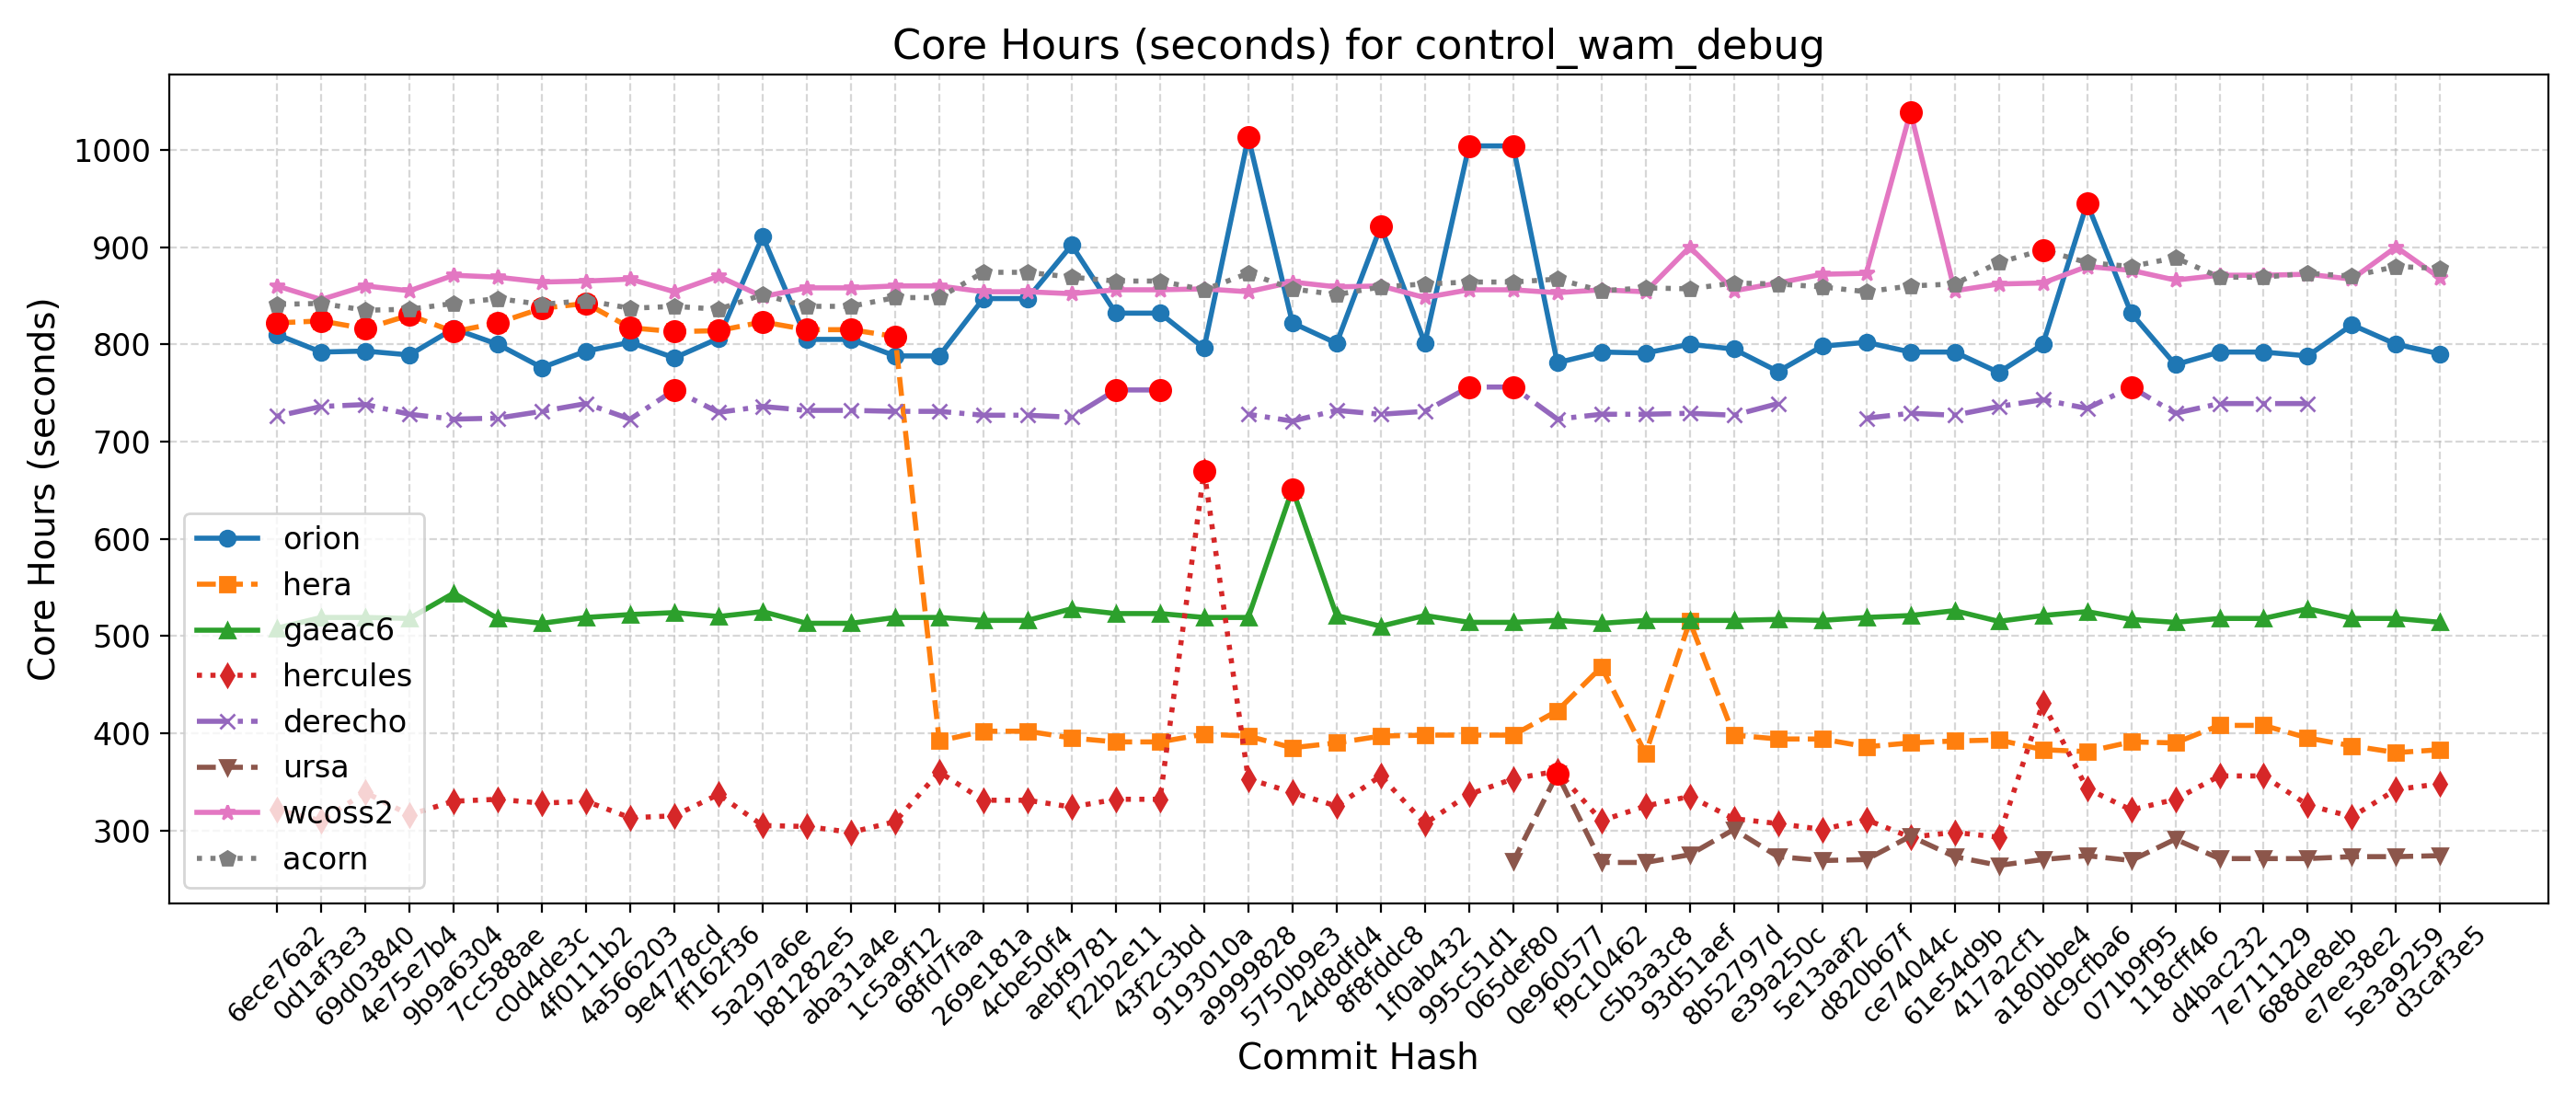 Core Hours (seconds) for control_wam_debug
Core Hours (seconds)
1000
900
800
700
600
500
400
300
orion
hera
gaeac6
hercules
derecho
ursa
wcoss2
acorn
6ece76a2
0d1af3e3
69d03840
4e75e7b4
9b9a6304
7cc588ae
c0d4de3c
4f0111b2
4a566203
9e4778cd
ff162f36
5a297a6e
b81282e5
aba31a4e
1c5a9f12
68fd7faa
269e181a
4cbe50f4
aebf9781
f22b2e11
43f2c3bd
9193010a
a9999828
5750b9e3
24d8dfd4
8f8fddc8
1f0ab432
995c51d1
065def80
0e960577
f9c10462
c5b3a3c8
93d51aef
8b52797d
e39a250c
5e13aaf2
d820b67f
ce74044c
61e54d9b
417a2cf1
a180bbe4
dc9cfba6
071b9f95
118cff46
d4bac232
7e711129
688de8eb
e7ee38e2
5e3a9259
d3caf3e5
Commit Hash